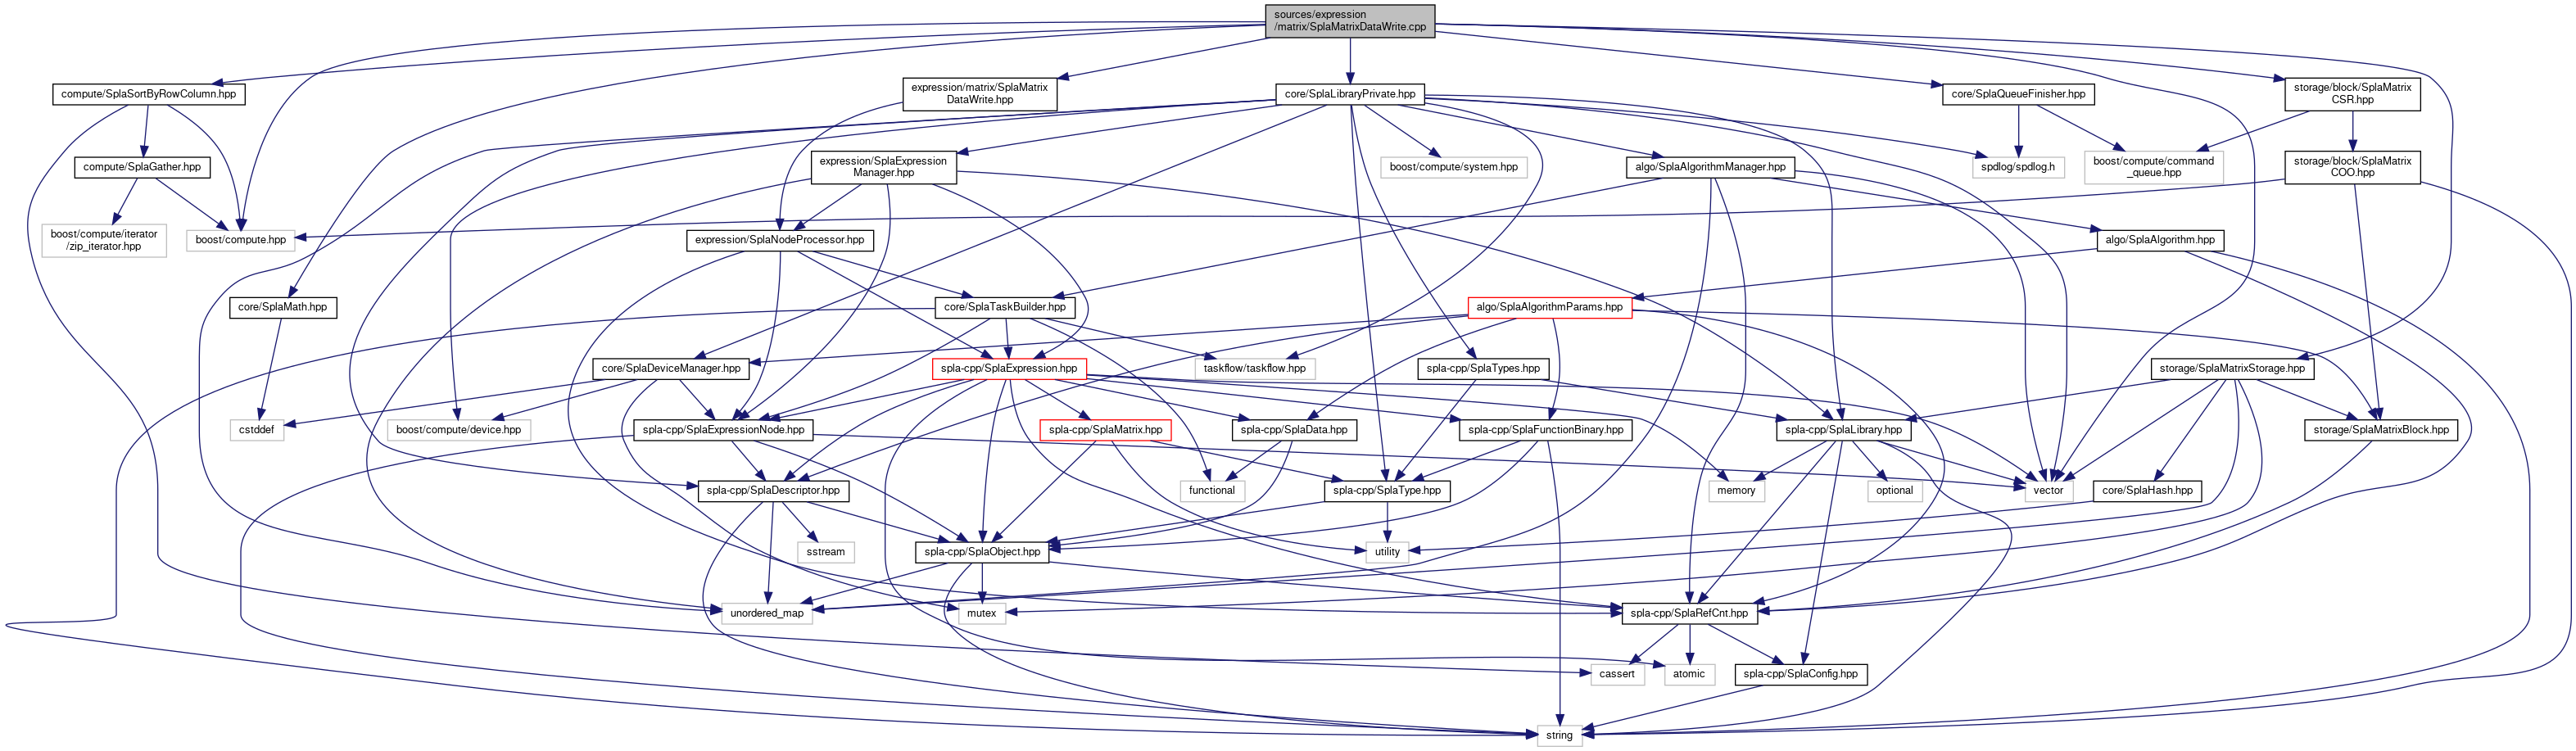 sources/expression
/matrix/SplaMatrixDataWrite.cpp
compute/SplaSortByRowColumn.hpp
expression/matrix/SplaMatrix
DataWrite.hpp
core/SplaLibraryPrivate.hpp
core/SplaQueueFinisher.hpp
storage/block/SplaMatrix
CSR.hpp
compute/SplaGather.hpp
expression/SplaExpression
Manager.hpp
boost/compute/system.hpp
algo/SplaAlgorithmManager.hpp
spdlog/spdlog.h
boost/compute/command
_queue.hpp
storage/block/SplaMatrix
COO.hpp
boost/compute/iterator
/zip_iterator.hpp
boost/compute.hpp
expression/SplaNodeProcessor.hpp
algo/SplaAlgorithm.hpp
core/SplaMath.hpp
core/SplaTaskBuilder.hpp
algo/SplaAlgorithmParams.hpp
core/SplaDeviceManager.hpp
spla-cpp/SplaExpression.hpp
taskflow/taskflow.hpp
spla-cpp/SplaTypes.hpp
storage/SplaMatrixStorage.hpp
cstddef
boost/compute/device.hpp
spla-cpp/SplaExpressionNode.hpp
spla-cpp/SplaMatrix.hpp
spla-cpp/SplaData.hpp
spla-cpp/SplaFunctionBinary.hpp
spla-cpp/SplaLibrary.hpp
storage/SplaMatrixBlock.hpp
spla-cpp/SplaDescriptor.hpp
functional
spla-cpp/SplaType.hpp
memory
optional
vector
core/SplaHash.hpp
sstream
spla-cpp/SplaObject.hpp
utility
unordered_map
mutex
spla-cpp/SplaRefCnt.hpp
cassert
atomic
spla-cpp/SplaConfig.hpp
string